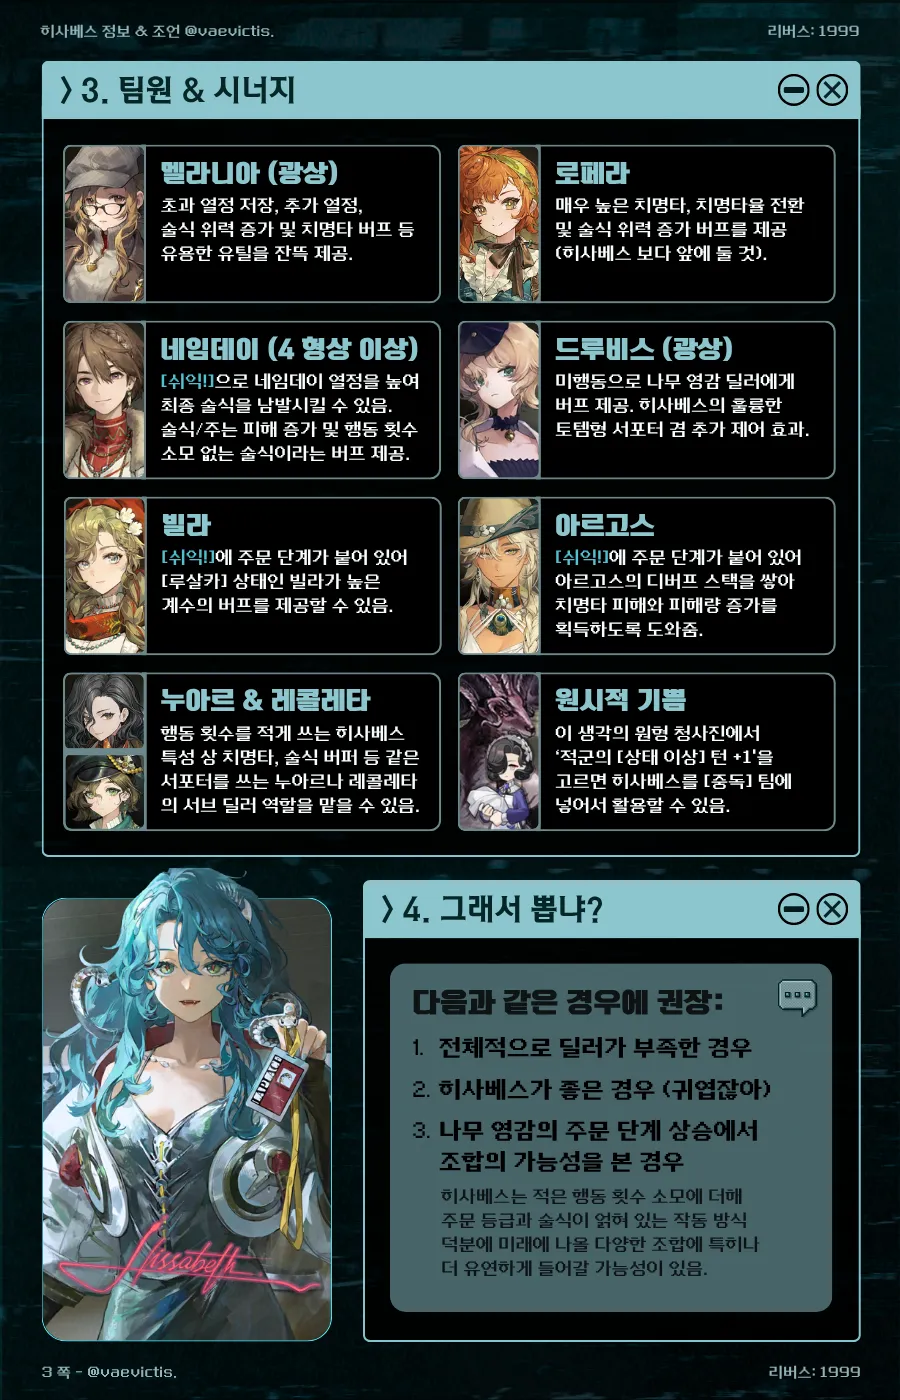 히사베스 정보 & 조언 @vaevictis.
리버스: 1999
> 3. 팀원 & 시너지
멜라니아 (광상)
초과 열정 저장, 추가 열정,
술식 위력 증가 및 치명타 버프 등
유용한 유틸을 잔뜩 제공.
로페라
매우 높은 치명타, 치명타율 전환
및 술식 위력 증가 버프를 제공
(히사베스 보다 앞에 둘 것).
네임데이 (4 형상 이상)
[쉬익!]으로 네임데이 열정을 높여
최종 술식을 남발시킬 수 있음.
술식/주는 피해 증가 및 행동 횟수
소모 없는 술식이라는 버프 제공.
드루비스 (광상)
미행동으로 나무 영감 딜러에게
버프 제공. 히사베스의 훌륭한
토템형 서포터 겸 추가 제어 효과.
빌라
[쉬익!]에 주문 단계가 붙어 있어
[루살카] 상태인 빌라가 높은
계수의 버프를 제공할 수 있음.
아르고스
[쉬익!]에 주문 단계가 붙어 있어
아르고스의 디버프 스택을 쌓아
치명타 피해와 피해량 증가를
획득하도록 도와줌.
누아르 & 레콜레타
행동 횟수를 적게 쓰는 히사베스
특성 상 치명타, 술식 버퍼 등 같은
서포터를 쓰는 누아르나 레콜레타
의 서브 딜러 역할을 맡을 수 있음.
원시적 기쁨
이 생각의 원형 청사진에서
'적군의 [상태 이상] 턴 +1'을
고르면 히사베스를 [중독] 팀에
넣어서 활용할 수 있음.
> 4. 그래서 뽑냐?
다음과 같은 경우에 권장:
1. 전체적으로 딜러가 부족한 경우
2. 히사베스가 좋은 경우 (귀엽잖아)
3. 나무 영감의 주문 단계 상승에서
조합의 가능성을 본 경우
히사베스는 적은 행동 횟수 소모에 더해
주문 등급과 술식이 얽혀 있는 작동 방식
덕분에 미래에 나올 다양한 조합에 특히나
더 유연하게 들어갈 가능성이 있음.
LAPLACE
Hissabeth
3 쪽 - @vaevictis.
리버스: 1999